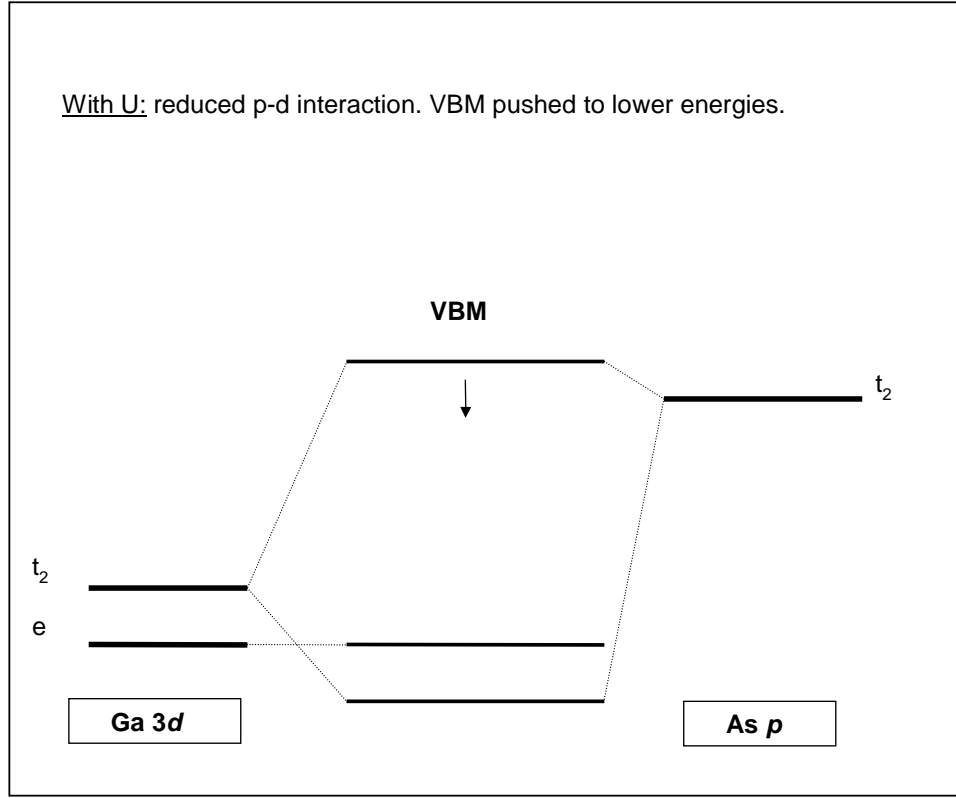 With U: reduced p-d interaction. VBM pushed to lower energies.
VBM
t₂
t₂
e
Ga 3d
As p